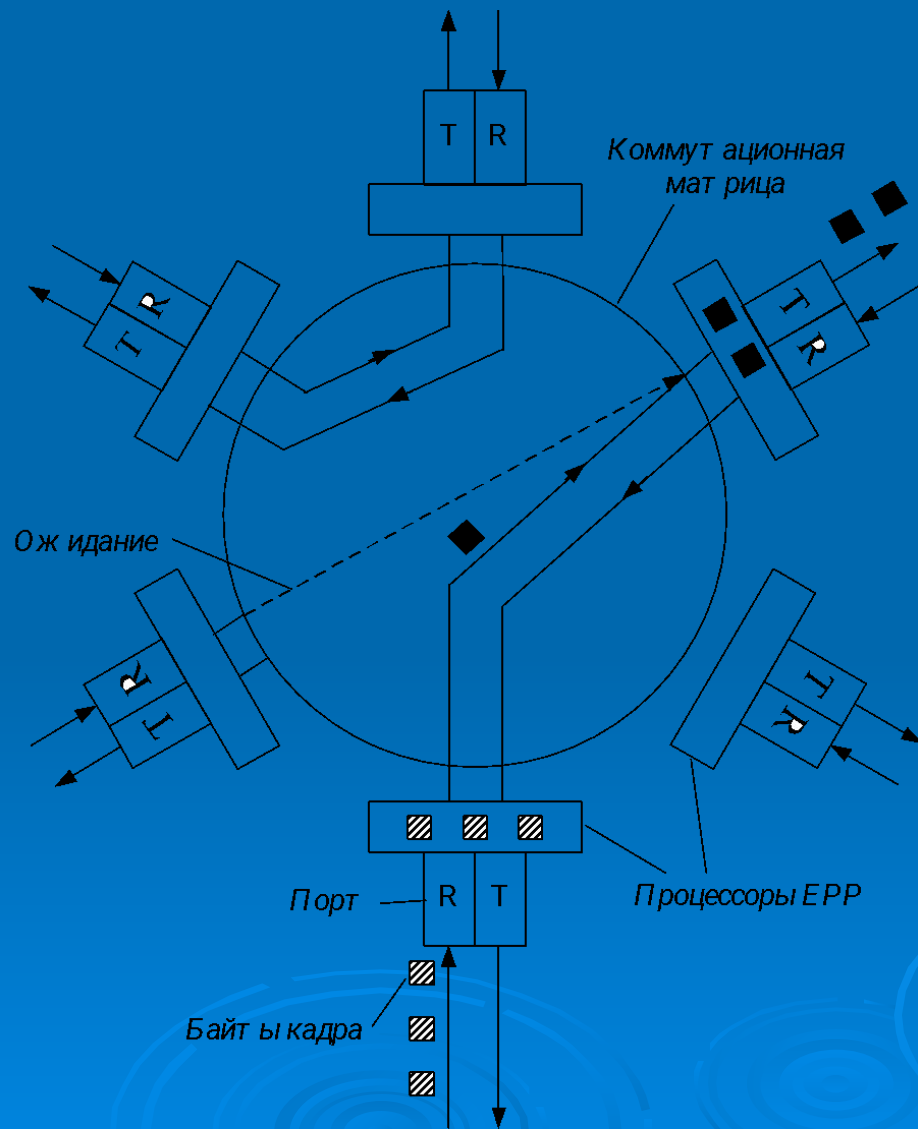 T R
Коммутационная
матрица
R
T
T
R
Ожидание
R
T
T
R
Порт
R T
Процессоры EPP
Байты кадра